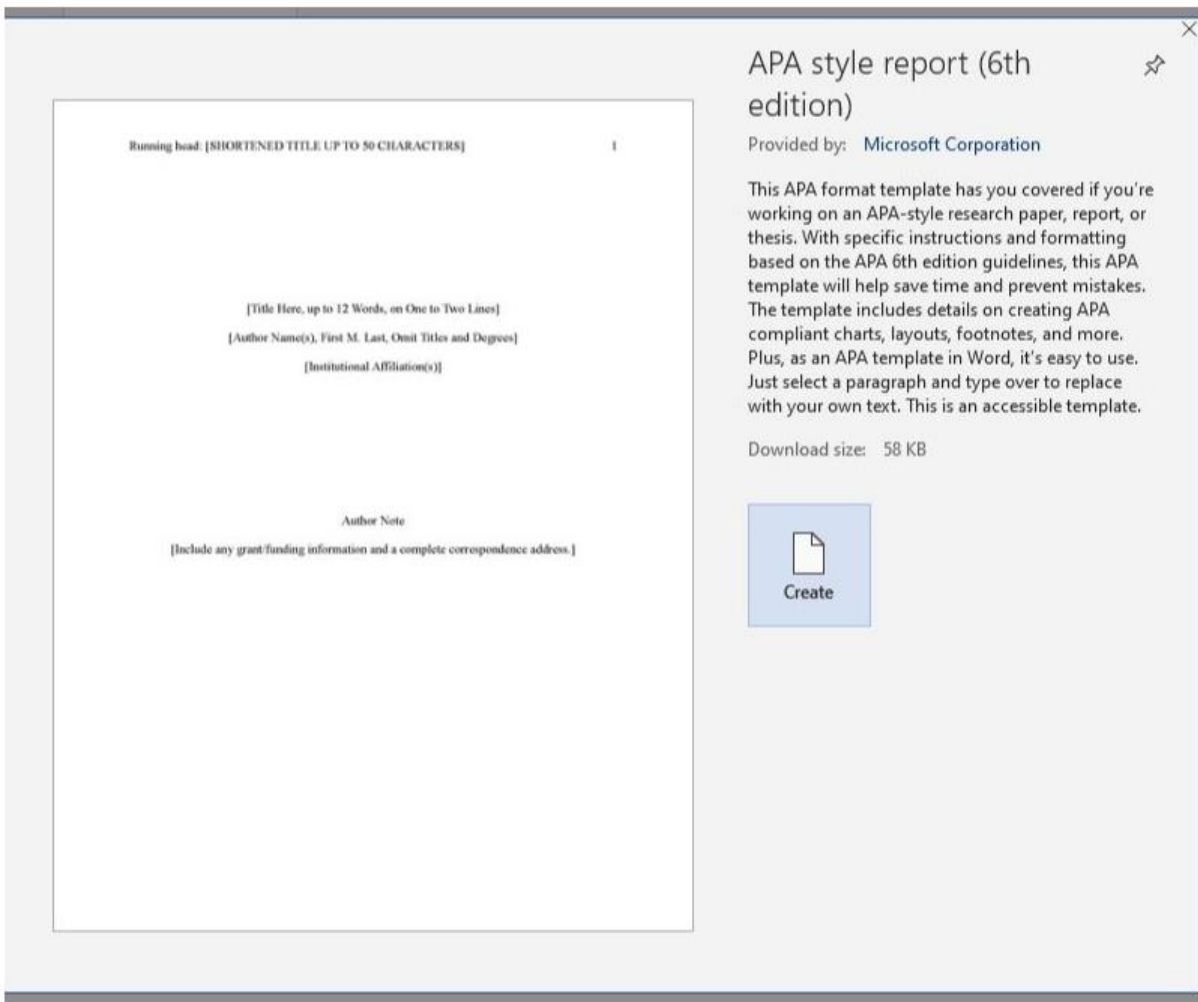 Running head: [SHORTENED TITLE UP TO 50 CHARACTERS] 1
[Title Here, up to 12 Words, on One to Two Lines]
[Author Name(s), First M. Last, Omit Titles and Degrees]
[Institutional Affiliation(s)]
Author Note
[Include any grant/funding information and a complete correspondence address.]
APA style report (6th
edition)
Provided by: Microsoft Corporation
This APA format template has you covered if you're
working on an APA-style research paper, report, or
thesis. With specific instructions and formatting
based on the APA 6th edition guidelines, this APA
template will help save time and prevent mistakes.
The template includes details on creating APA
compliant charts, layouts, footnotes, and more.
Plus, as an APA template in Word, it's easy to use.
Just select a paragraph and type over to replace
with your own text. This is an accessible template.
Download size: 58 KB
Create